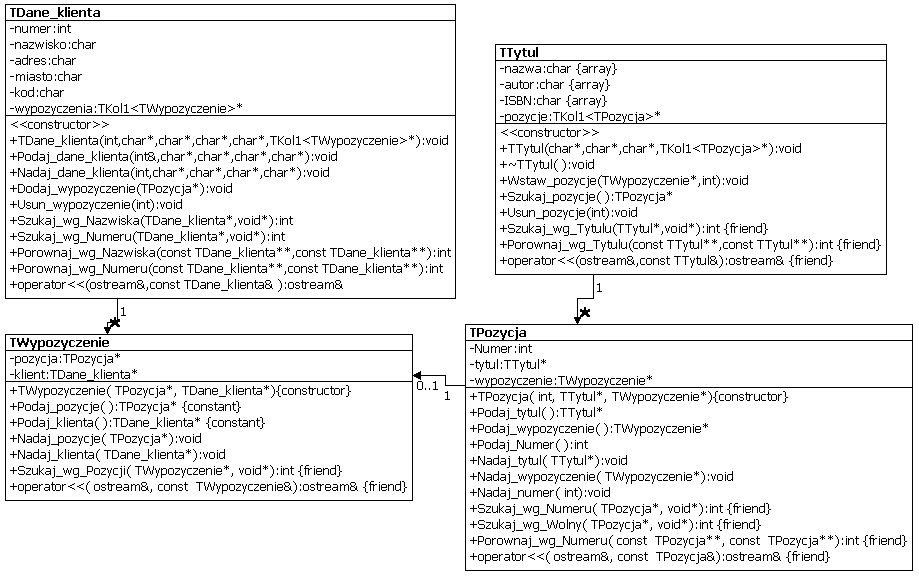 TDane_klienta
-numer:int
-nazwisko:char
-adres:char
-miasto:char
-kod:char
-wypozyczenia:TKol1<TWypozyczenie>*
<<constructor>>
+TDane_klienta(int,char*,char*,char*,char*,TKol1<TWypozyczenie>*):void
+Podaj_dane_klienta(int&,char*,char*,char*,char*):void
+Nadaj_dane_klienta(int,char*,char*,char*,char*):void
+Dodaj_wypozyczenie(TPozycja*):void
+Usun_wypozyczenie(int):void
+Szukaj_wg_Nazwiska(TDane_klienta*,void*):int
+Szukaj_wg_Numeru(TDane_klienta*,void*):int
+Porownaj_wg_Nazwiska(const TDane_klienta**,const TDane_klienta**):int
+Porownaj_wg_Numeru(const TDane_klienta**,const TDane_klienta**):int
+operator<<(ostream&,const TDane_klienta& ):ostream&
1
*
TTytul
-nazwa:char {array}
-autor:char {array}
-ISBN:char {array}
-pozycje:TKol1<TPozycja>*
<<constructor>>
+TTytul(char*,char*,char*,TKol1<TPozycja>*):void
+~TTytul( ):void
+Wstaw_pozycje(TWypozyczenie*,int):void
+Szukaj_pozycje( ):TPozycja*
+Usun_pozycje(int):void
+Szukaj_wg_Tytulu(TTytul*,void*):int {friend}
+Porownaj_wg_Tytulu(const TTytul**,const TTytul**):int {friend}
+operator<<(ostream&,const TTytul&):ostream& {friend}
1
*
TWypozyczenie
-pozycja:TPozycja*
-klient:TDane_klienta*
+TWypozyczenie( TPozycja*, TDane_klienta*){constructor}
+Podaj_pozycje( ):TPozycja* {constant}
+Podaj_klienta( ):TDane_klienta* {constant}
+Nadaj_pozycje( TPozycja*):void
+Nadaj_klienta( TDane_klienta*):void
+Szukaj_wg_Pozycji( TWypozyczenie*, void*):int {friend}
+operator<<( ostream&, const TWypozyczenie&):ostream& {friend}
0..1
1
TPozycja
-Numer:int
-tytul:TTytul*
-wypozyczenie:TWypozyczenie*
+TPozycja( int, TTytul*, TWypozyczenie*){constructor}
+Podaj_tytul( ):TTytul*
+Podaj_wypozyczenie( ):TWypozyczenie*
+Podaj_Numer( ):int
+Nadaj_tytul( TTytul*):void
+Nadaj_wypozyczenie( TWypozyczenie*):void
+Nadaj_numer( int):void
+Szukaj_wg_Numeru( TPozycja*, void*):int {friend}
+Szukaj_wg_Wolny( TPozycja*, void*):int {friend}
+Porownaj_wg_Numeru( const TPozycja**, const TPozycja**):int {friend}
+operator<<( ostream&, const TPozycja&):ostream& {friend}